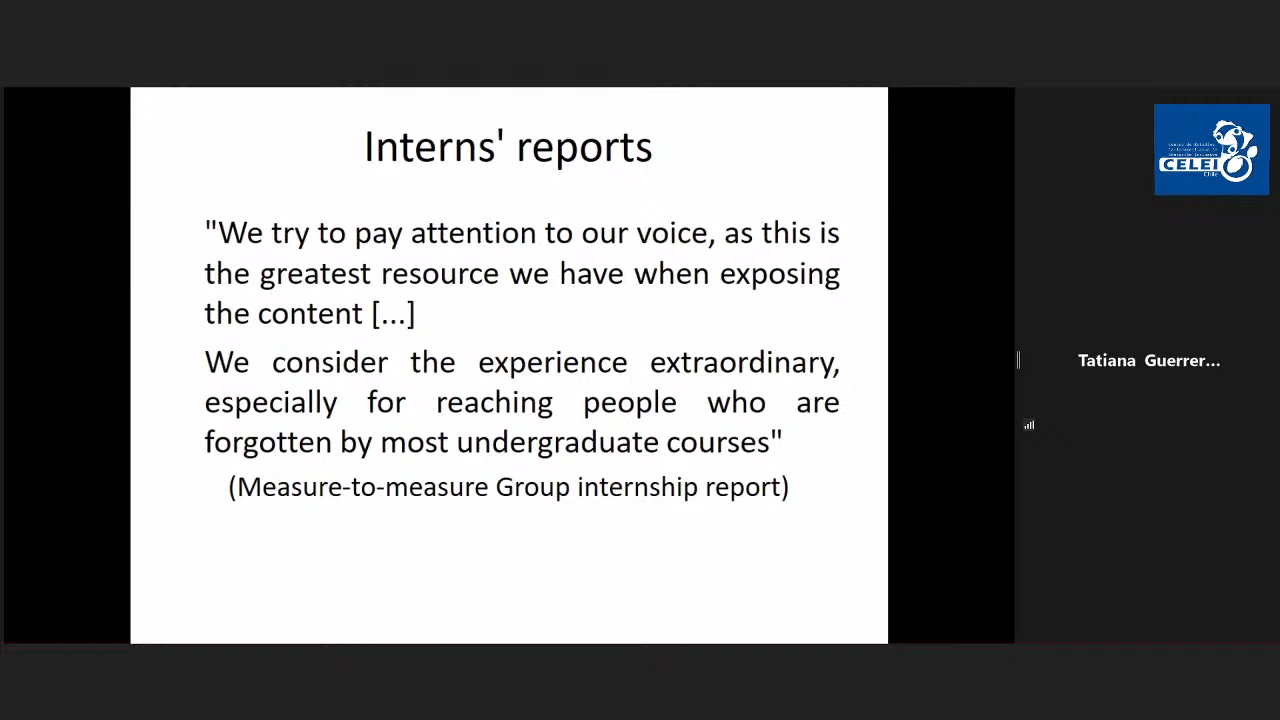 Interns' reports
"We try to pay attention to our voice, as this is
the greatest resource we have when exposing
the content [...]
We consider the experience extraordinary,
especially for reaching people who are
forgotten by most undergraduate courses"
(Measure-to-measure Group internship report)
CELEI
Chile
Tatiana Guerrer...